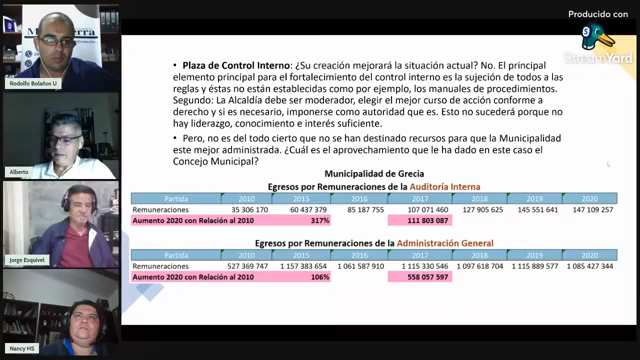 Producido con
StreamYard
Rodolfo Bolaños U
Alberto
Jorge Esquivel
Nancy HS
• Plaza de Control Interno: ¿Su creación mejorará la situación actual? No. El principal
elemento principal para el fortalecimiento del control interno es la sujeción de todos a las
reglas y éstas no están establecidas como por ejemplo, los manuales de procedimientos.
Segundo: La Alcaldía debe ser moderador, elegir el mejor curso de acción conforme a
derecho y si es necesario, imponerse como autoridad que es. Esto no sucederá porque no
hay liderazgo, conocimiento e interés suficiente.
• Pero, no es del todo cierto que no se han destinado recursos para que la Municipalidad
este mejor administrada. ¿Cuál es el aprovechamiento que le ha dado en este caso el
Concejo Municipal?
Municipalidad de Grecia
Egresos por Remuneraciones de la Auditoría Interna
Partida 2010 2015 2016 2017 2018 2019 2020
Remuneraciones 35 306 170 60 437 379 85 187 755 107 071 460 127 905 625 145 551 641 147 109 257
Aumento 2020 con Relación al 2010 317% 111 803 087
Egresos por Remuneraciones de la Administración General
Partida 2010 2015 2016 2017 2018 2019 2020
Remuneraciones 527 369 747 1 157 383 654 1 061 587 910 1 115 330 546 1 097 618 704 1 115 889 577 1 085 427 344
Aumento 2020 con Relación al 2010 106% 558 057 597